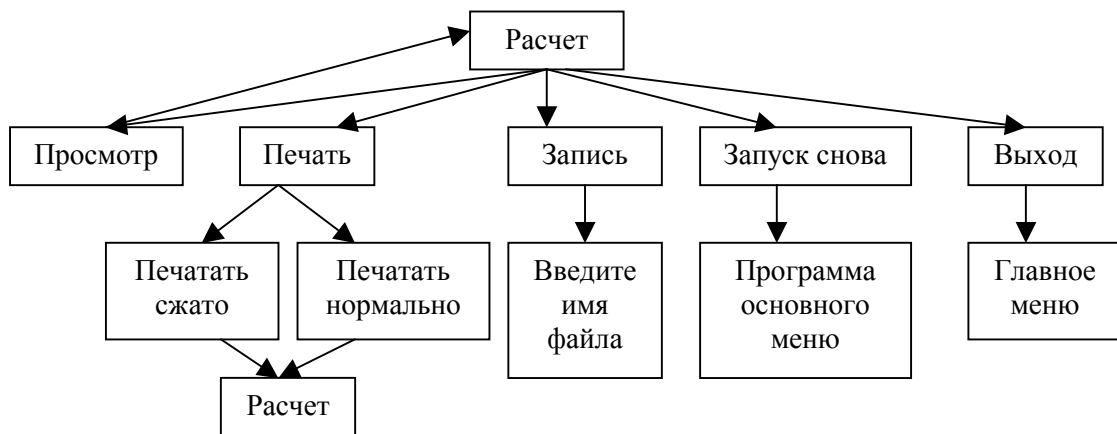 Расчет
Просмотр
Печать
Запись
Запуск снова
Выход
Печатать
сжато
Печатать
нормально
Введите
имя
файла
Программа
основного
меню
Главное
меню
Расчет